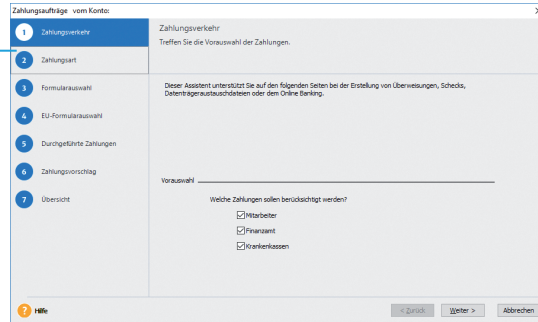 Zahlungsaufträge vom Konto:
1 Zahlungsverkehr
2 Zahlungsart
3 Formularauswahl
4 EU-Formularauswahl
5 Durchgeführte Zahlungen
6 Zahlungsvorschlag
7 Übersicht
Zahlungsverkehr
Treffen Sie die Vorauswahl der Zahlungen.
Dieser Assistent unterstützt Sie auf den folgenden Seiten bei der Erstellung von Überweisungen, Schecks,
Datenträgeraustauschdateien oder dem Online Banking.
Vorauswahl
Welche Zahlungen sollen berücksichtigt werden?
Mitarbeiter
Finanzamt
Krankenkassen
? Hilfe
< Zurück
Weiter >
Abbrechen